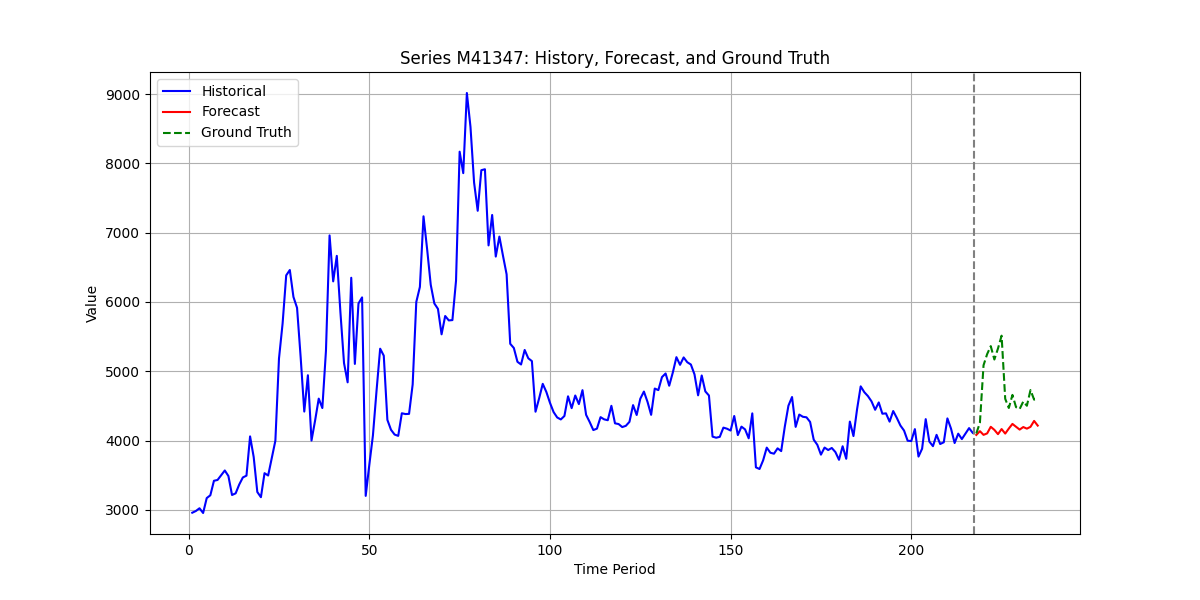 Series M41347: History, Forecast, and Ground Truth
Historical
Forecast
Ground Truth
9000
8000
7000
6000
5000
4000
3000
Value
0 50 100 150 200
Time Period